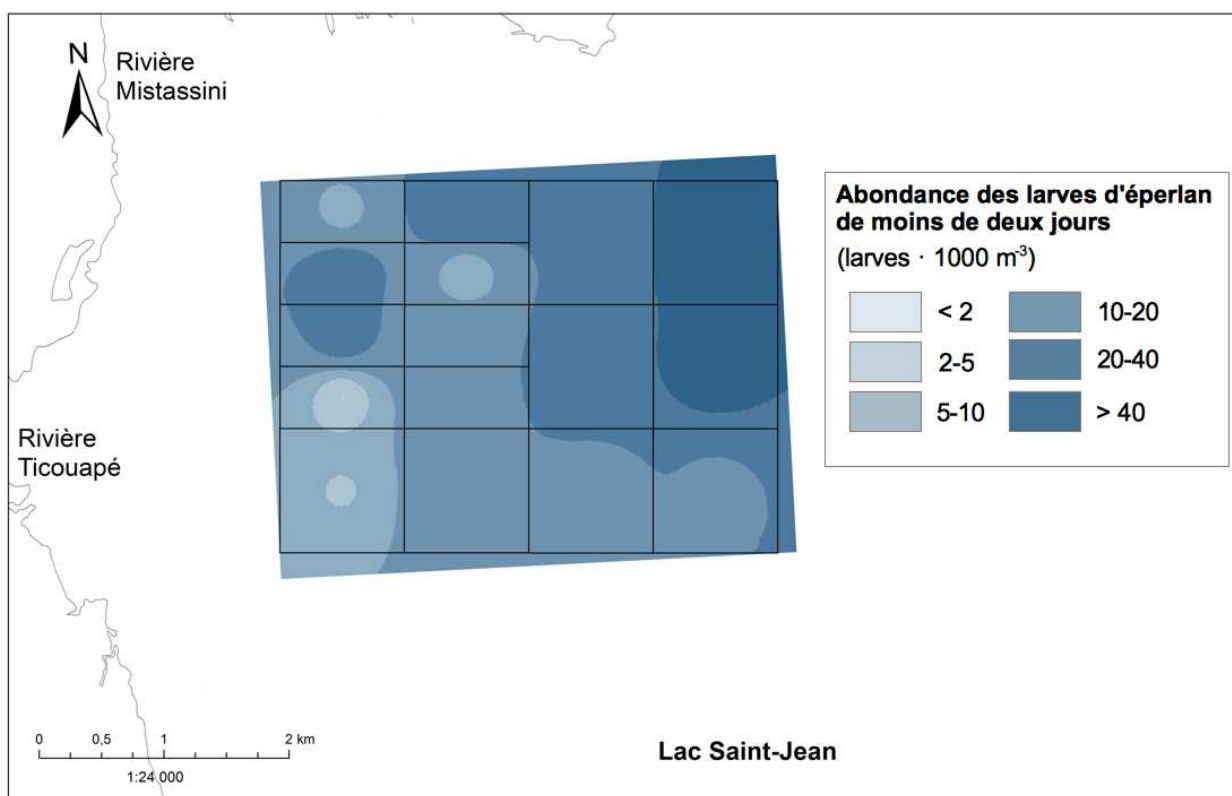 N
Rivière
Mistassini
Rivière
Ticouapé
Abondance des larves d'éperlan
de moins de deux jours
(larves · 1000 m⁻³)
< 2
10-20
2-5
20-40
5-10
> 40
0 0,5 1 2 km
1:24 000
Lac Saint-Jean